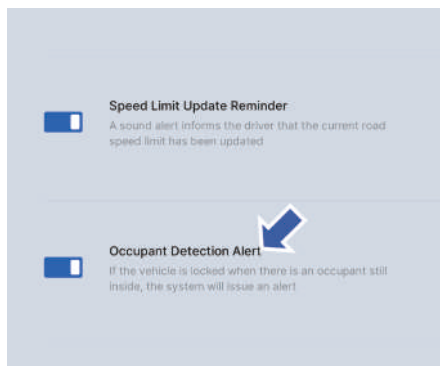 Speed Limit Update Reminder
A sound alert informs the driver that the current road
speed limit has been updated
Occupant Detection Alert
If the vehicle is locked when there is an occupant still
inside, the system will issue an alert